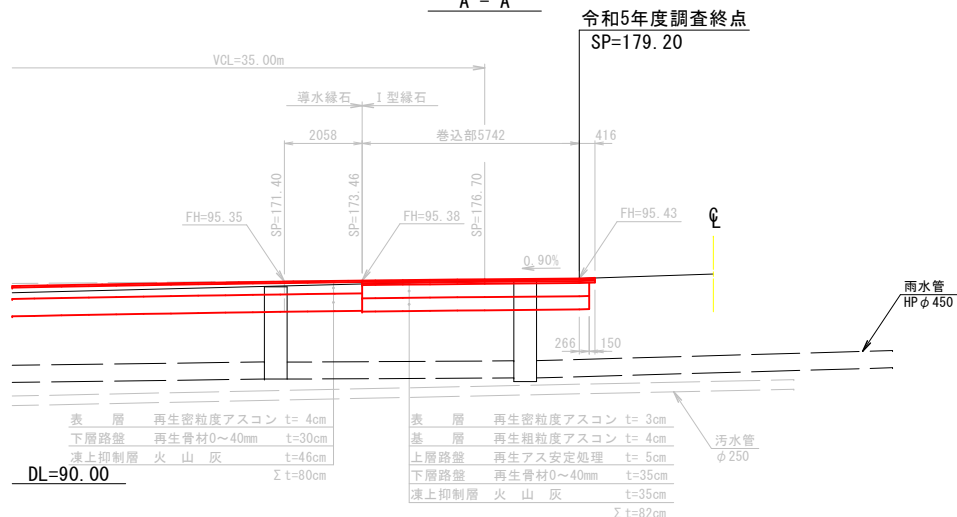 A - A
令和5年度調査終点
SP=179.20
VCL=35.00m
導水縁石
Ⅰ型縁石
2058
巻込部5742
416
SP=171.40
SP=173.46
SP=176.70
FH=95.35
FH=95.38
FH=95.43
℄
0.90%
雨水管
HPφ450
266
150
表 層 再生密粒度アスコン t= 4cm
下層路盤 再生骨材0～40mm t=30cm
凍上抑制層 火 山 灰 t=46cm
Σt=80cm
表 層 再生密粒度アスコン t= 3cm
基 層 再生粗粒度アスコン t= 4cm
上層路盤 再生アス安定処理 t= 5cm
下層路盤 再生骨材0～40mm t=35cm
凍上抑制層 火 山 灰 t=35cm
Σt=82cm
汚水管
φ250
DL=90.00